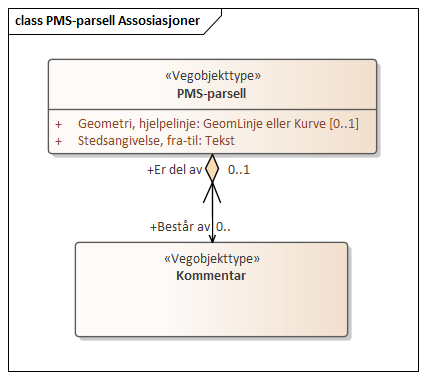 class PMS-parsell Assosiasjoner
«Vegobjekttype»
PMS-parsell
+ Geometri, hjelpelinje: GeomLinje eller Kurve [0..1]
+ Stedsangivelse, fra-til: Tekst
+Er del av 0..1
+Består av 0..
«Vegobjekttype»
Kommentar